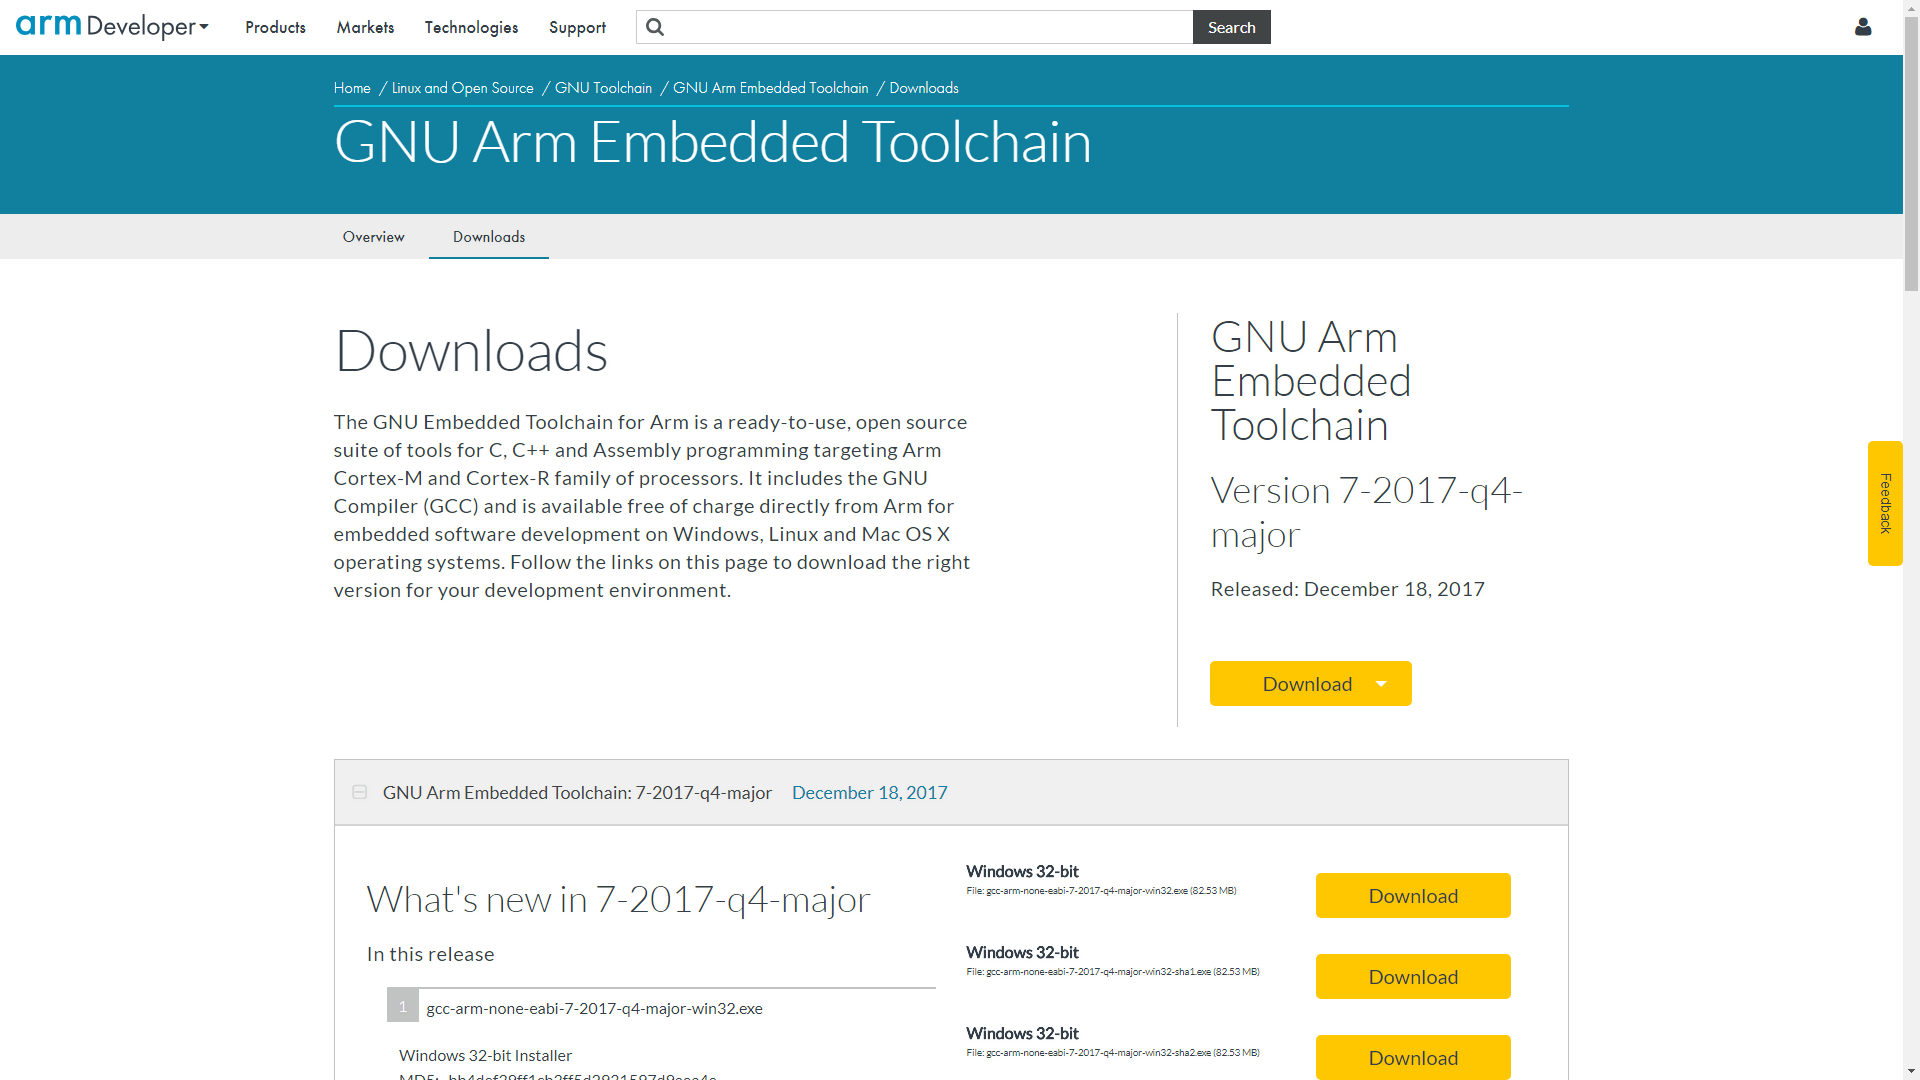 arm Developer
Products
Markets
Technologies
Support
Search
Home / Linux and Open Source / GNU Toolchain / GNU Arm Embedded Toolchain / Downloads
GNU Arm Embedded Toolchain
Overview
Downloads
Downloads
The GNU Embedded Toolchain for Arm is a ready-to-use, open source
suite of tools for C, C++ and Assembly programming targeting Arm
Cortex-M and Cortex-R family of processors. It includes the GNU
Compiler (GCC) and is available free of charge directly from Arm for
embedded software development on Windows, Linux and Mac OS X
operating systems. Follow the links on this page to download the right
version for your development environment.
GNU Arm
Embedded
Toolchain
Version 7-2017-q4-
major
Released: December 18, 2017
Download
Feedback
GNU Arm Embedded Toolchain: 7-2017-q4-major December 18, 2017
What's new in 7-2017-q4-major
In this release
1 gcc-arm-none-eabi-7-2017-q4-major-win32.exe
Windows 32-bit Installer
MD5:
Windows 32-bit
File: gcc-arm-none-eabi-7-2017-q4-major-win32.exe (82.53 MB)
Download
Windows 32-bit
File: gcc-arm-none-eabi-7-2017-q4-major-win32-sha1.exe (82.53 MB)
Download
Windows 32-bit
File: gcc-arm-none-eabi-7-2017-q4-major-win32-sha2.exe (82.53 MB)
Download